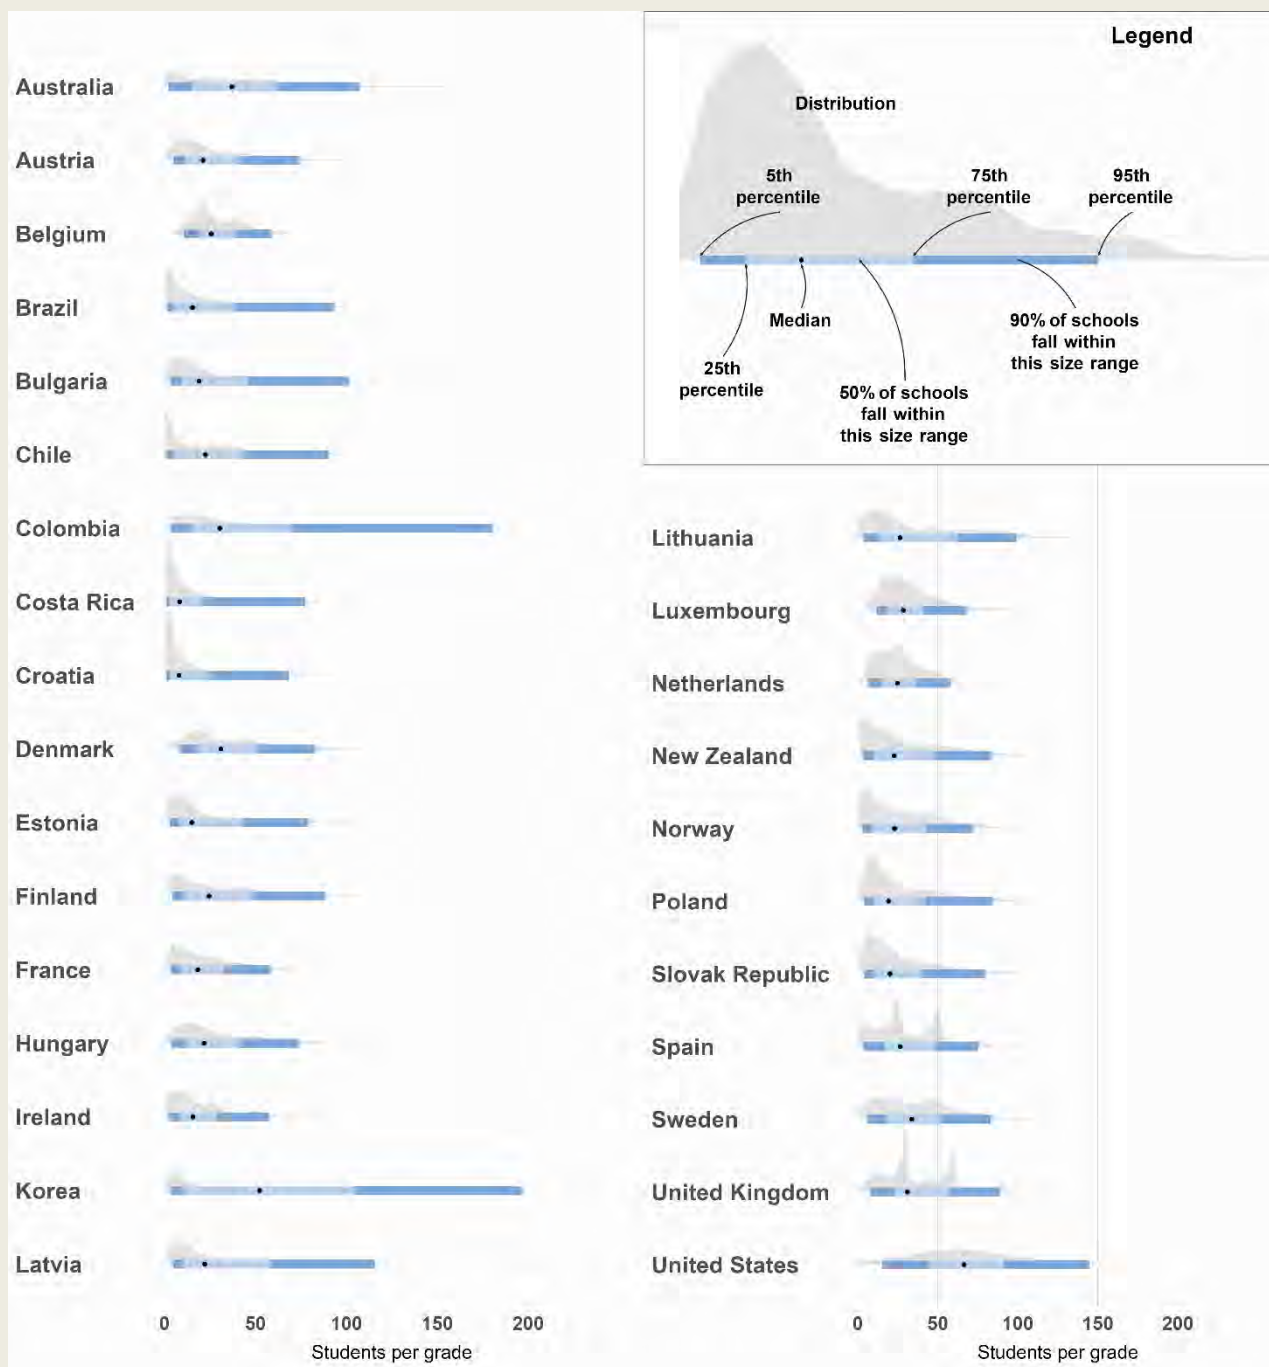 Legend
Distribution
5th
percentile
75th
percentile
95th
percentile
Median
25th
percentile
90% of schools
fall within
this size range
50% of schools
fall within
this size range
Australia
Austria
Belgium
Brazil
Bulgaria
Chile
Colombia
Costa Rica
Croatia
Denmark
Estonia
Finland
France
Hungary
Ireland
Korea
Latvia
0 50 100 150 200
Students per grade
Lithuania
Luxembourg
Netherlands
New Zealand
Norway
Poland
Slovak Republic
Spain
Sweden
United Kingdom
United States
0 50 100 150 200
Students per grade